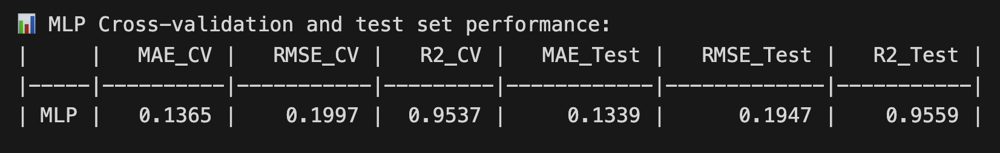 📊 MLP Cross-validation and test set performance:
|     |   MAE_CV |   RMSE_CV |   R2_CV |   MAE_Test |   RMSE_Test |   R2_Test |
|-----|----------|-----------|---------|------------|-------------|-----------|
| MLP |   0.1365 |    0.1997 |  0.9537 |     0.1339 |      0.1947 |    0.9559 |